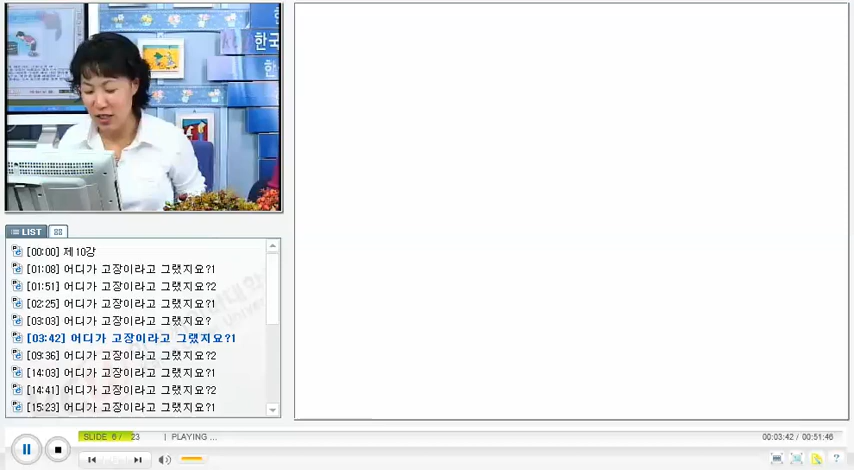 한국
한
LIST
[00:00] 제10강
[01:08] 어디가 고장이라고 그랬지요?1
[01:51] 어디가 고장이라고 그랬지요?2
[02:25] 어디가 고장이라고 그랬지요?1
[03:03] 어디가 고장이라고 그랬지요?
[03:42] 어디가 고장이라고 그랬지요?1
[09:36] 어디가 고장이라고 그랬지요?2
[14:03] 어디가 고장이라고 그랬지요?1
[14:41] 어디가 고장이라고 그랬지요?2
[15:23] 어디가 고장이라고 그랬지요?1
SLIDE 6 / 23 | PLAYING ... 00:03:42 / 00:51:46